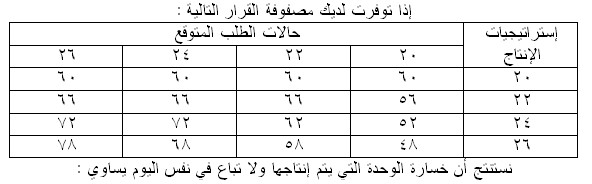 إذا توفرت لديك مصفوفة القرار التالية :
إستراتيجيات الإنتاج حالات الطلب المتوقع
٢٠ ٢٢ ٢٤ ٢٦
٢٠ ٦٠ ٦٠ ٦٠ ٦٠
٢٢ ٥٦ ٦٦ ٦٦ ٦٦
٢٤ ٥٢ ٦٢ ٧٢ ٧٢
٢٦ ٤٨ ٥٨ ٦٨ ٧٨
نستنتج أن خسارة الوحدة التي يتم إنتاجها ولا تباع في نفس اليوم يساوي :